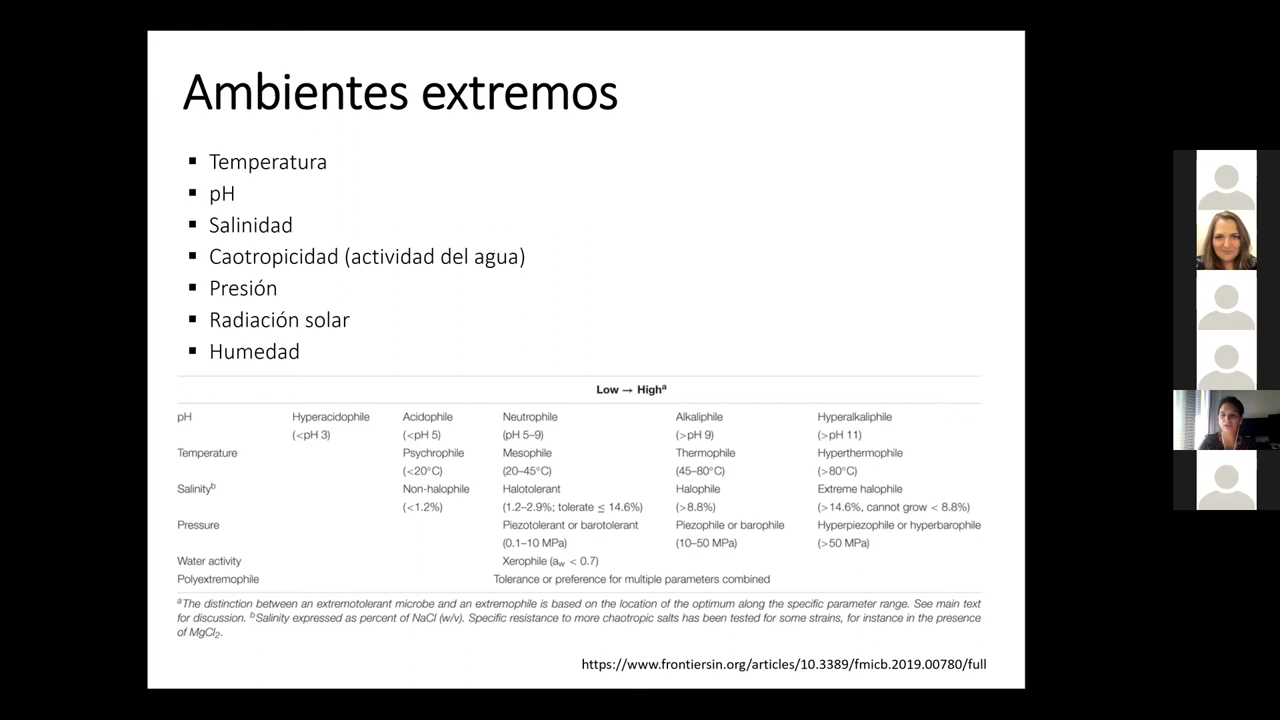 Ambientes extremos
▪ Temperatura
▪ pH
▪ Salinidad
▪ Caotropicidad (actividad del agua)
▪ Presión
▪ Radiación solar
▪ Humedad
Low → Highᵃ
pH Hyperacidophile Acidophile Neutrophile Alkaliphile Hyperalkaliphile
(<pH 3) (<pH 5) (pH 5–9) (>pH 9) (>pH 11)
Temperature Psychrophile Mesophile Thermophile Hyperthermophile
(<20°C) (20–45°C) (45–80°C) (>80°C)
Salinityᵇ Non-halophile Halotolerant Halophile Extreme halophile
(<1.2%) (1.2–2.9%; tolerate ≤ 14.6%) (>8.8%) (>14.6%, cannot grow < 8.8%)
Pressure Piezotolerant or barotolerant Piezophile or barophile Hyperpiezophile or hyperbarophile
(0.1–10 MPa) (10–50 MPa) (>50 MPa)
Water activity Xerophile (aw < 0.7)
Polyextremophile Tolerance or preference for multiple parameters combined
ᵃThe distinction between an extremotolerant microbe and an extremophile is based on the location of the optimum along the specific parameter range. See main text
for discussion. ᵇSalinity expressed as percent of NaCl (w/v). Specific resistance to more chaotropic salts has been tested for some strains, for instance in the presence
of MgCl₂.
https://www.frontiersin.org/articles/10.3389/fmicb.2019.00780/full